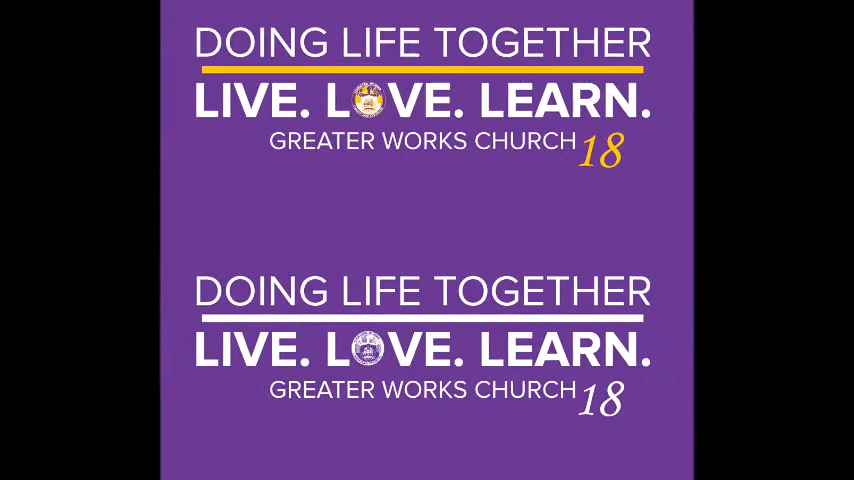 DOING LIFE TOGETHER
LIVE. LOVE. LEARN.
GREATER WORKS CHURCH 18
DOING LIFE TOGETHER
LIVE. LOVE. LEARN.
GREATER WORKS CHURCH 18